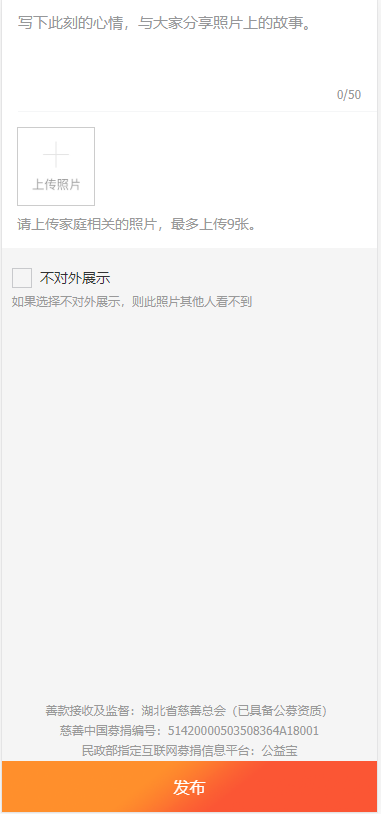 写下此刻的心情，与大家分享照片上的故事。
0/50
上传照片
请上传家庭相关的照片，最多上传9张。
不对外展示
如果选择不对外展示，则此照片其他人看不到
善款接收及监督：湖北省慈善总会（已具备公募资质）
慈善中国募捐编号：51420000503508364A18001
民政部指定互联网募捐信息平台：公益宝
发布